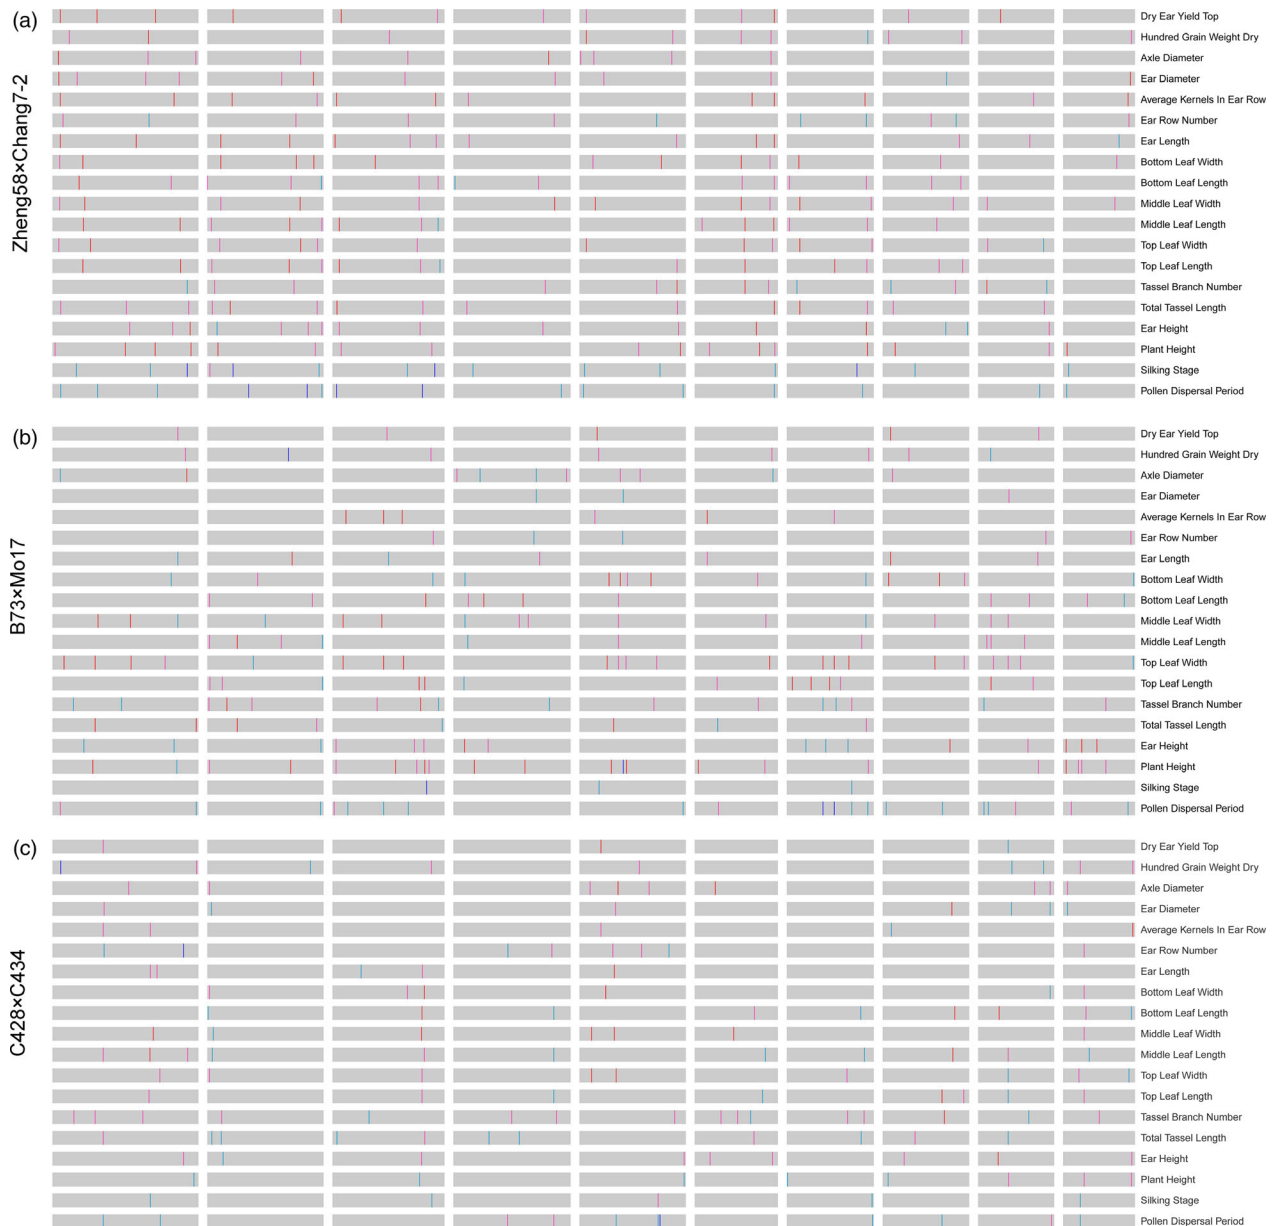 (a)
Zheng58×Chang7-2
Dry Ear Yield Top
Hundred Grain Weight Dry
Axle Diameter
Ear Diameter
Average Kernels In Ear Row
Ear Row Number
Ear Length
Bottom Leaf Width
Bottom Leaf Length
Middle Leaf Width
Middle Leaf Length
Top Leaf Width
Top Leaf Length
Tassel Branch Number
Total Tassel Length
Ear Height
Plant Height
Silking Stage
Pollen Dispersal Period
(b)
B73×Mo17
Dry Ear Yield Top
Hundred Grain Weight Dry
Axle Diameter
Ear Diameter
Average Kernels In Ear Row
Ear Row Number
Ear Length
Bottom Leaf Width
Bottom Leaf Length
Middle Leaf Width
Middle Leaf Length
Top Leaf Width
Top Leaf Length
Tassel Branch Number
Total Tassel Length
Ear Height
Plant Height
Silking Stage
Pollen Dispersal Period
(c)
C428×C434
Dry Ear Yield Top
Hundred Grain Weight Dry
Axle Diameter
Ear Diameter
Average Kernels In Ear Row
Ear Row Number
Ear Length
Bottom Leaf Width
Bottom Leaf Length
Middle Leaf Width
Middle Leaf Length
Top Leaf Width
Top Leaf Length
Tassel Branch Number
Total Tassel Length
Ear Height
Plant Height
Silking Stage
Pollen Dispersal Period